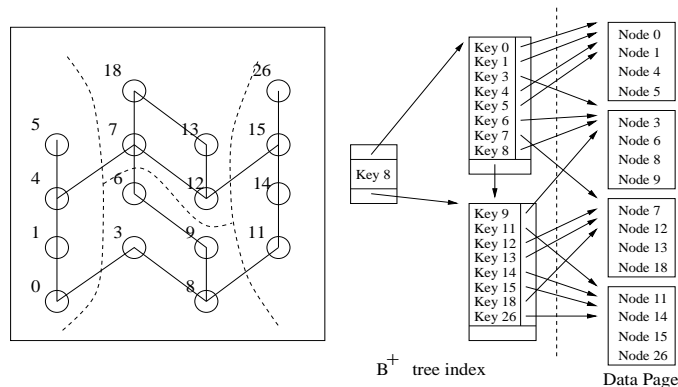 18
26
5
7
13
15
4
6
12
14
1
3
9
11
0
8
Key 8
Key 0
Key 1
Key 3
Key 4
Key 5
Key 6
Key 7
Key 8
Key 9
Key 11
Key 12
Key 13
Key 14
Key 15
Key 18
Key 26
Node 0
Node 1
Node 4
Node 5
Node 3
Node 6
Node 8
Node 9
Node 7
Node 12
Node 13
Node 18
Node 11
Node 14
Node 15
Node 26
B+ tree index
Data Page